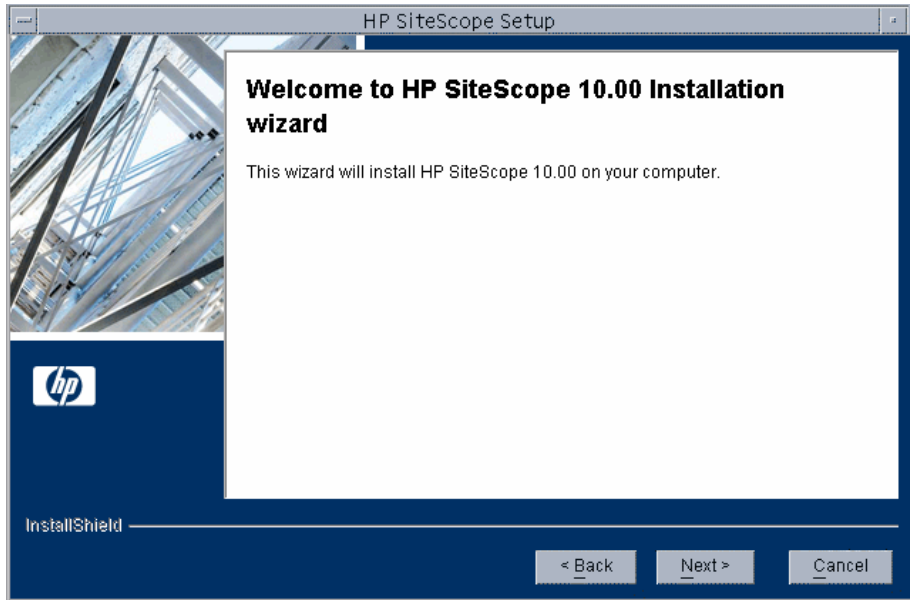 HP SiteScope Setup
Welcome to HP SiteScope 10.00 Installation
wizard
This wizard will install HP SiteScope 10.00 on your computer.
hp
InstallShield
< Back Next > Cancel